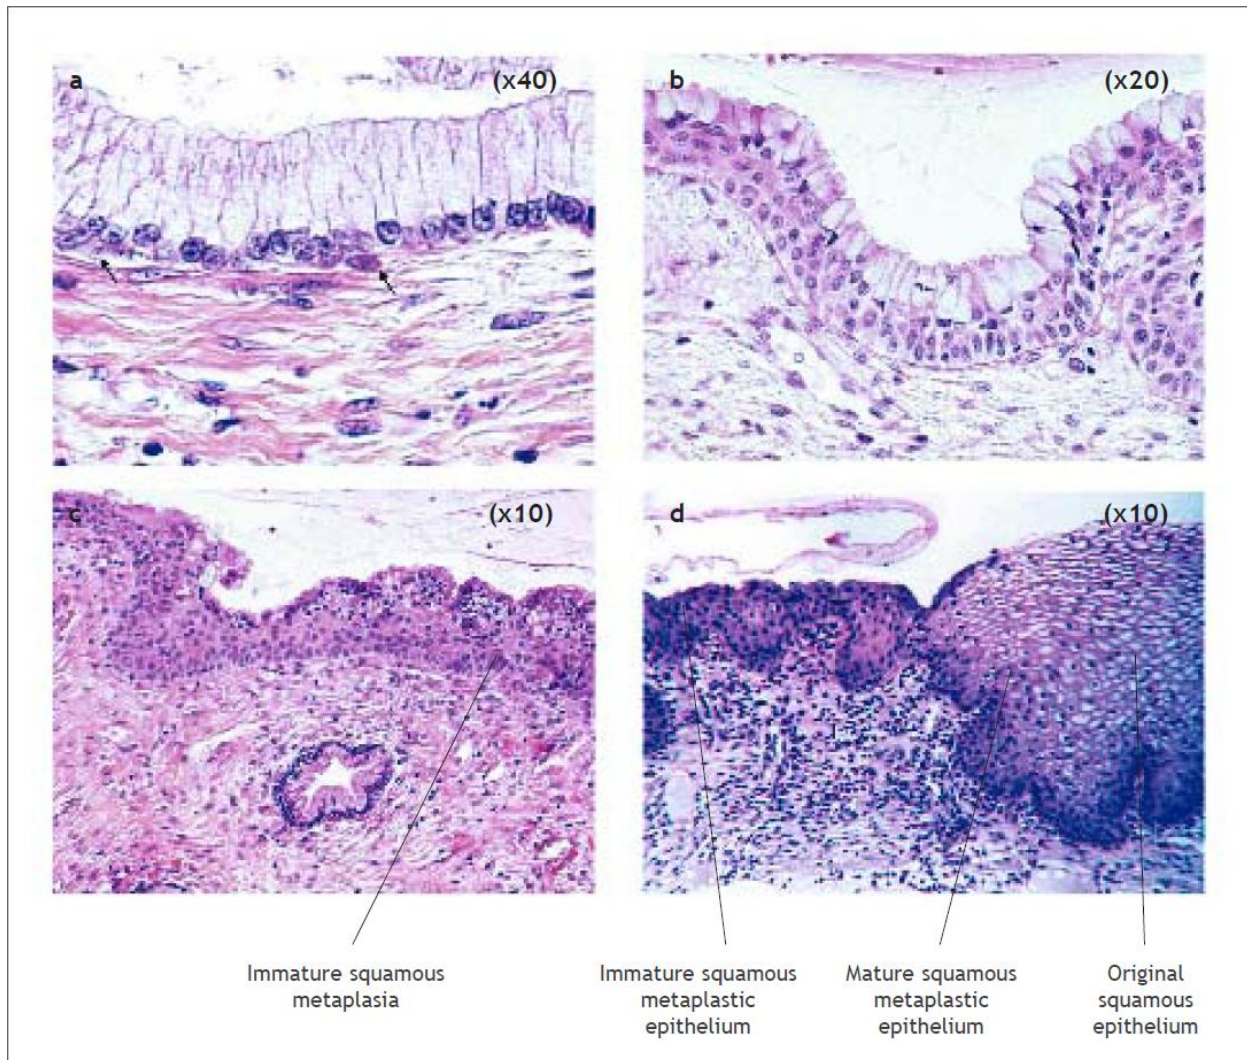 a
(x40)
b
(x20)
c
(x10)
d
(x10)
Immature squamous
metaplasia
Immature squamous
metaplastic
epithelium
Mature squamous
metaplastic
epithelium
Original
squamous
epithelium